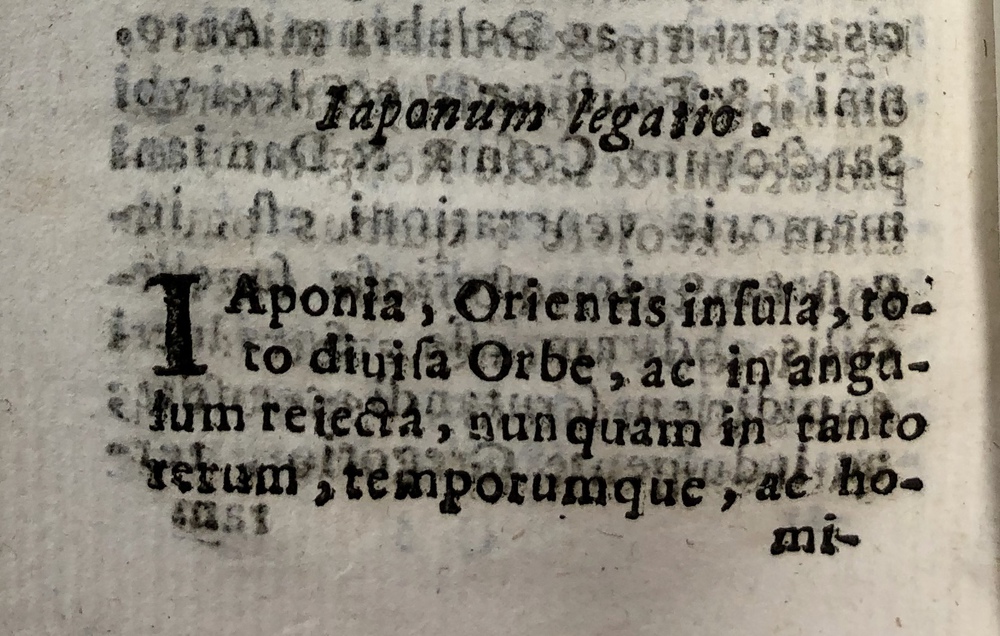 Iaponum legatio.
IAponia, Orientis inſula, to-
to diuiſa Orbe, ac in angu-
lum reiecta, nunquam in tanto
rerum, temporumque, ac ho-
mi-